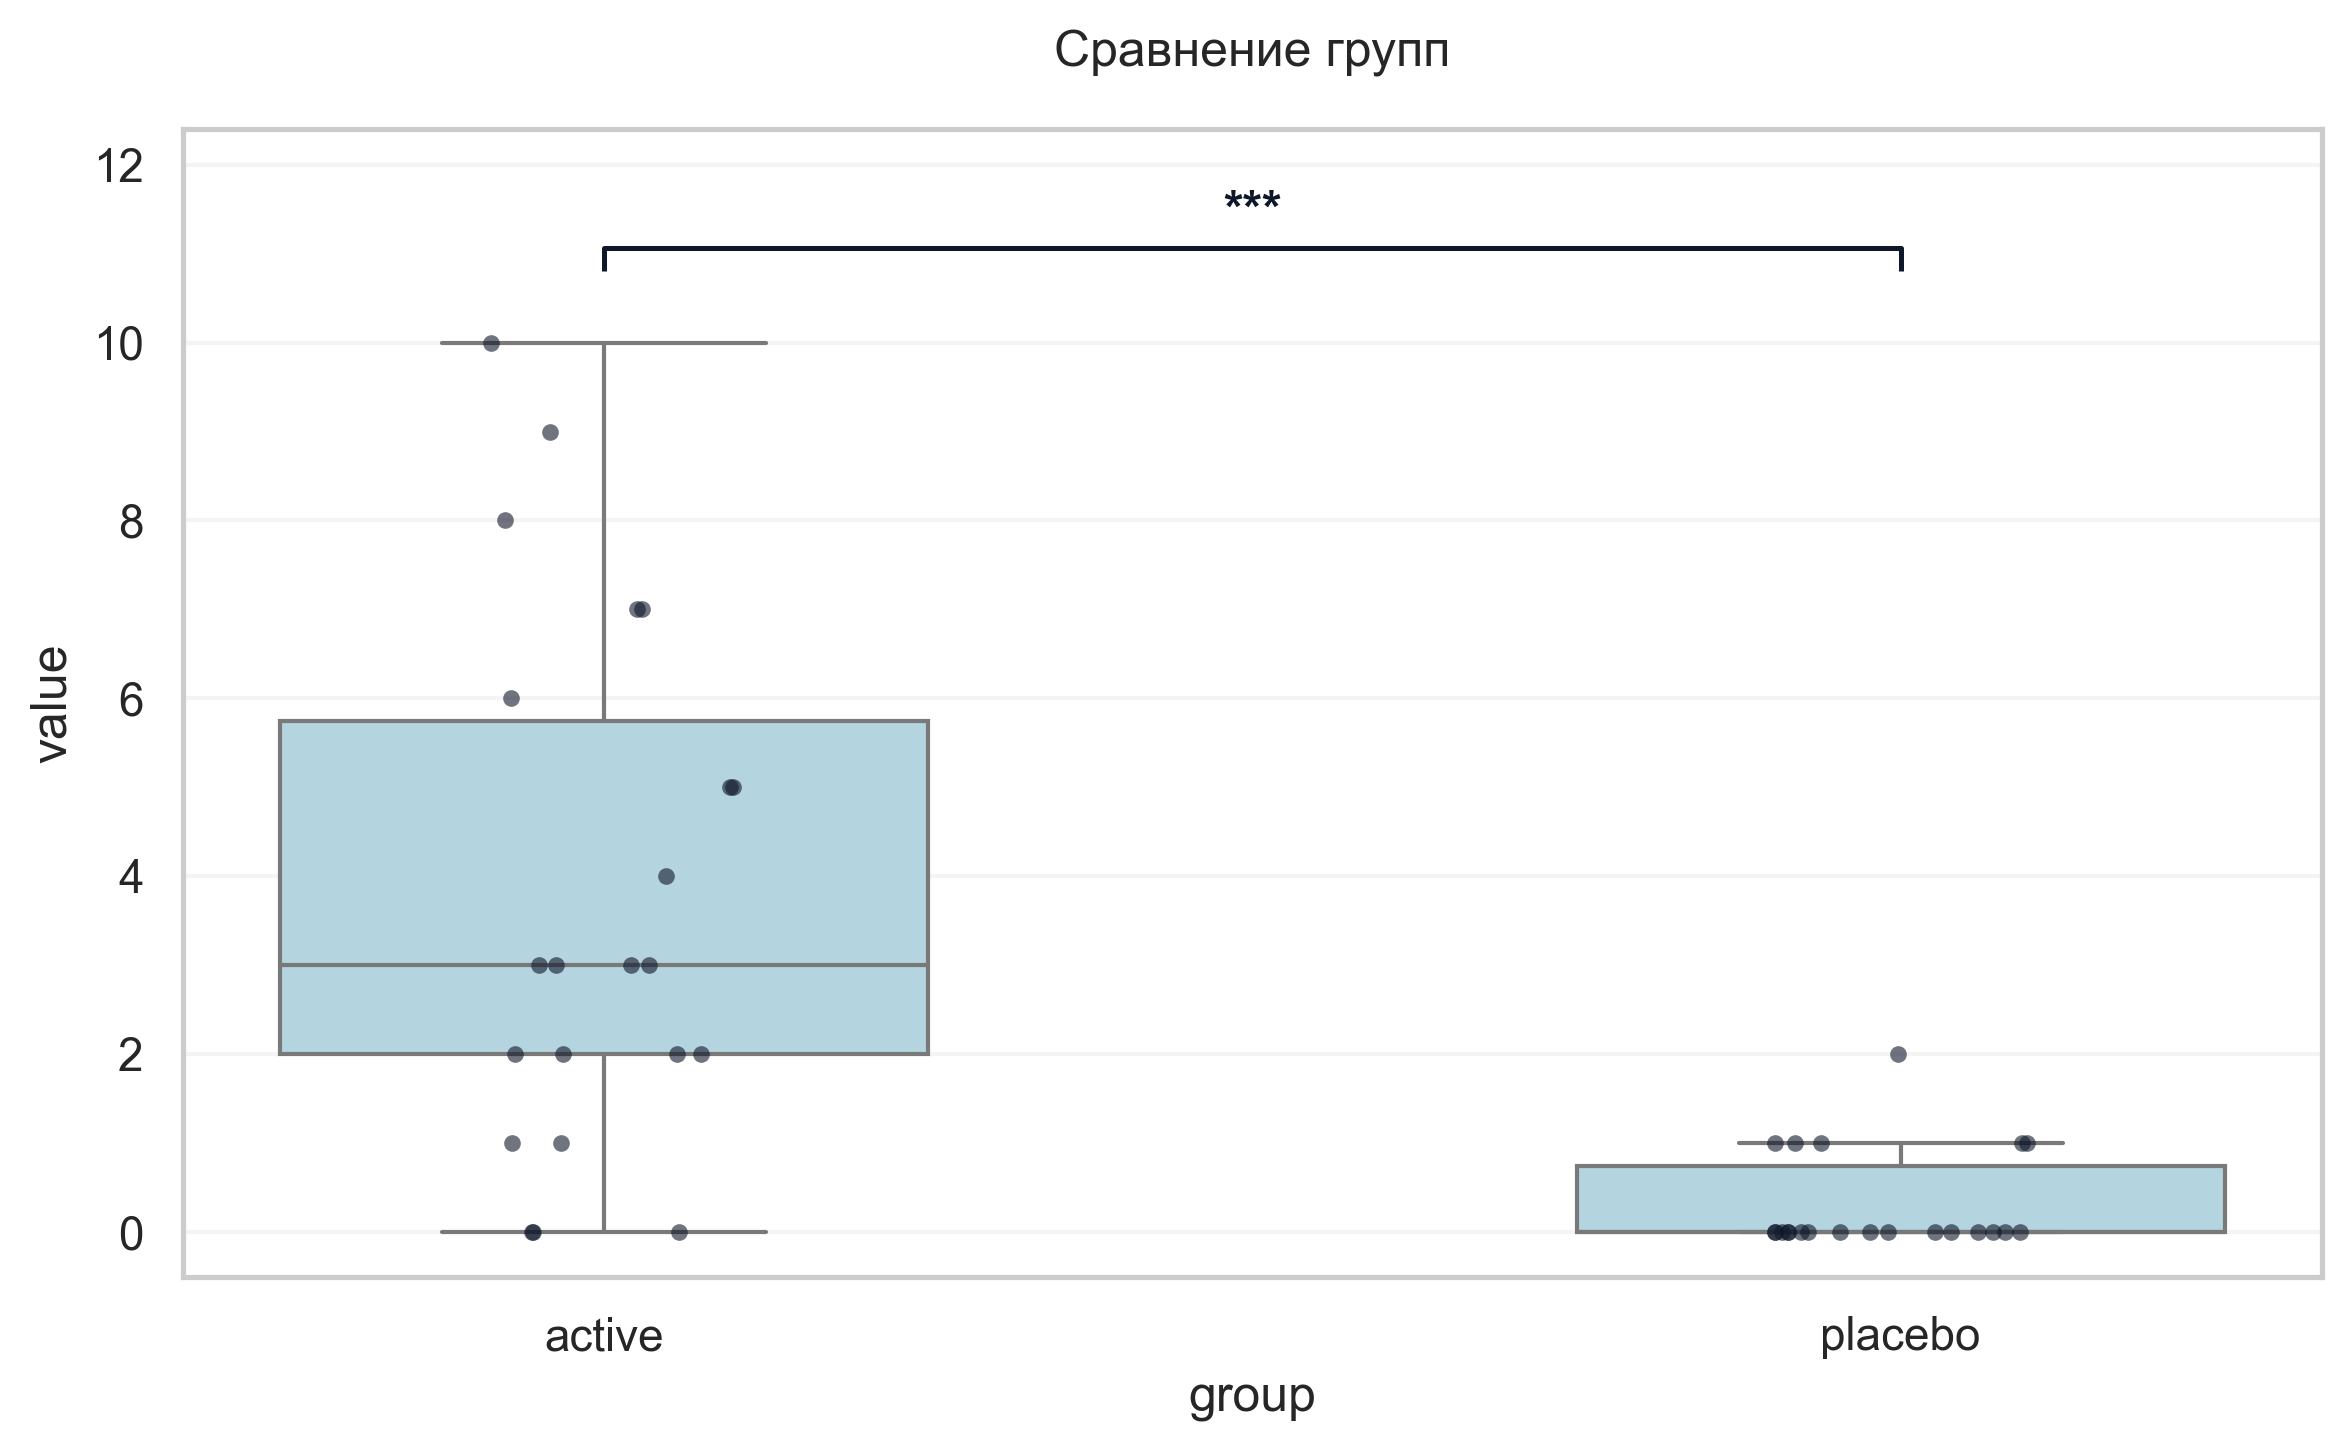 Сравнение групп
12
***
10
8
6
4
2
0
value
active
placebo
group